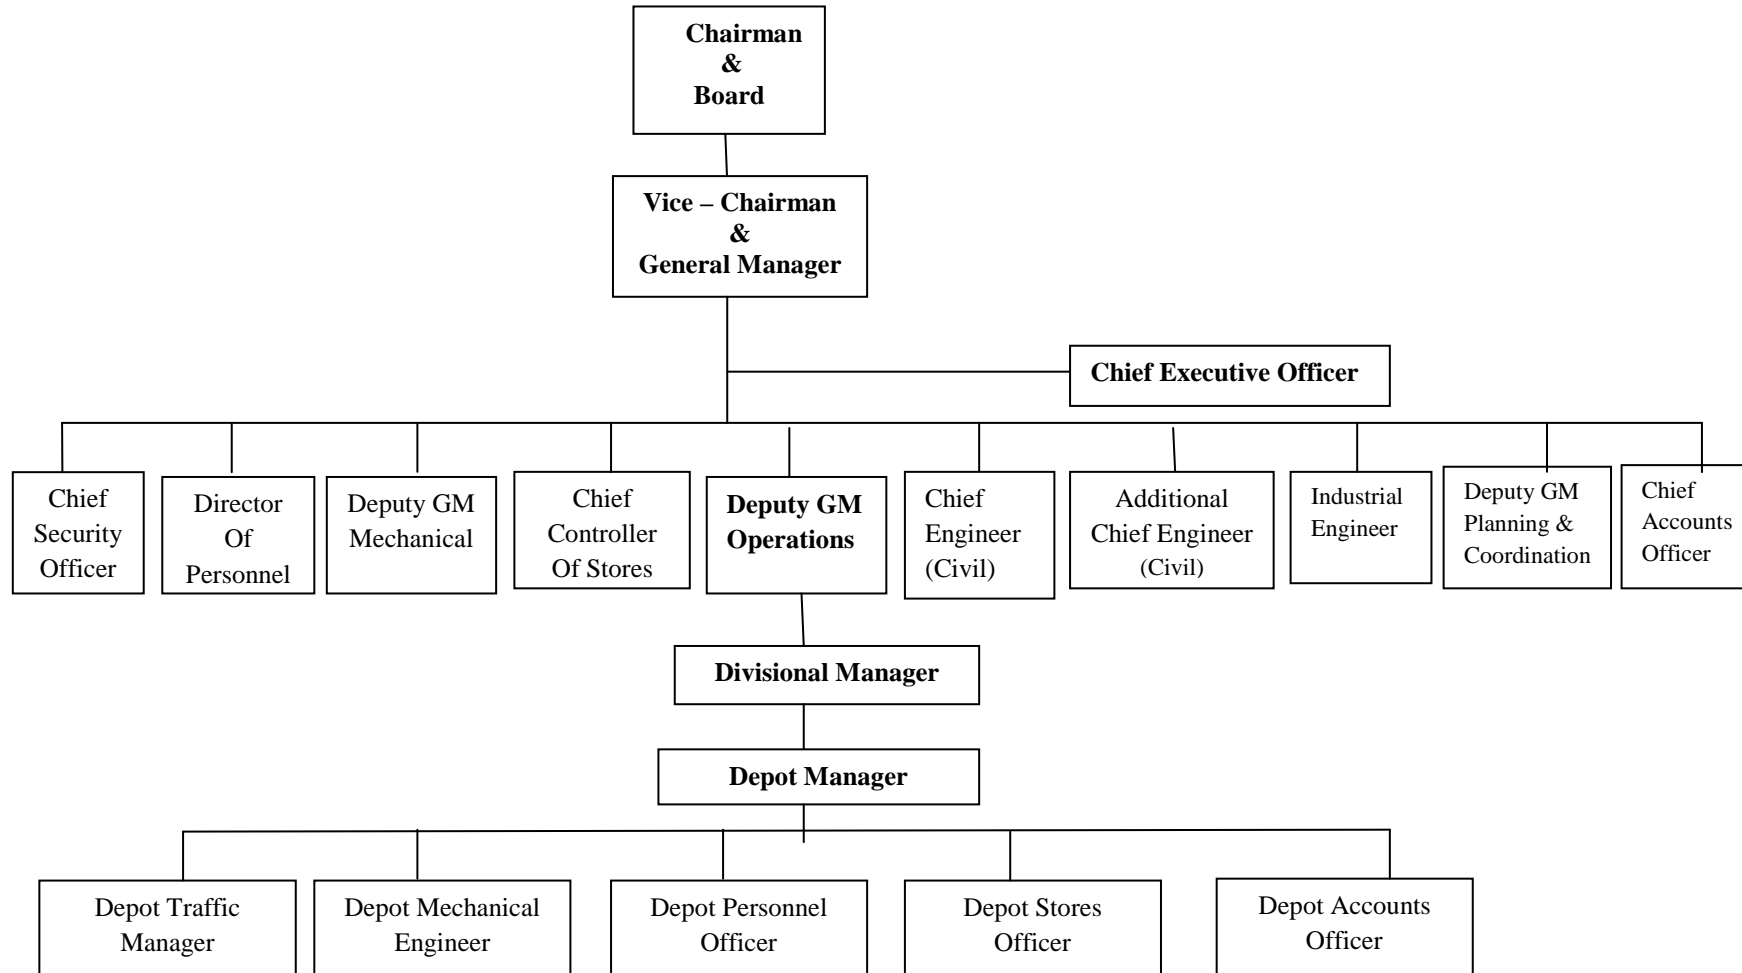 Chairman
&
Board
Vice – Chairman
&
General Manager
Chief Executive Officer
Chief
Security
Officer
Director
Of
Personnel
Deputy GM
Mechanical
Chief
Controller
Of Stores
Deputy GM
Operations
Chief
Engineer
(Civil)
Additional
Chief Engineer
(Civil)
Industrial
Engineer
Deputy GM
Planning &
Coordination
Chief
Accounts
Officer
Divisional Manager
Depot Manager
Depot Traffic
Manager
Depot Mechanical
Engineer
Depot Personnel
Officer
Depot Stores
Officer
Depot Accounts
Officer